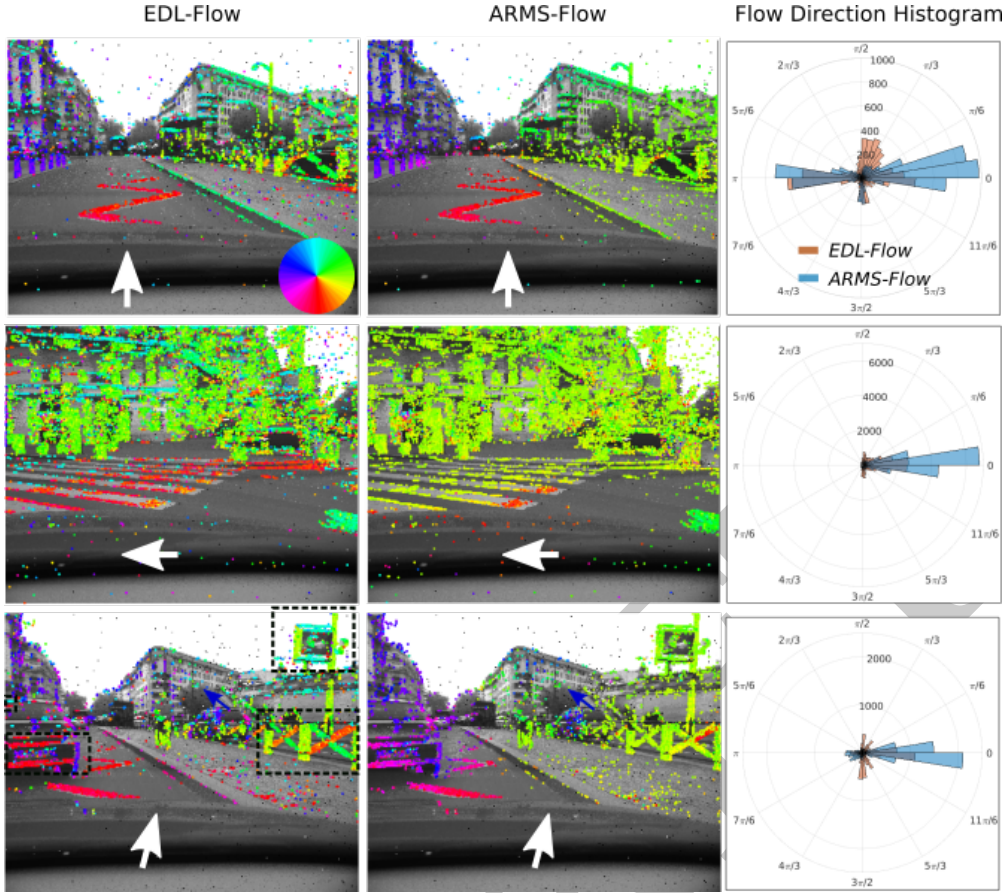 EDL-Flow ARMS-Flow Flow Direction Histogram
π/2
2π/3 1000 π/3
800
600
5π/6 π/6
400
200
π 0
EDL-Flow
7π/6 11π/6
ARMS-Flow
4π/3 5π/3
3π/2
π/2
2π/3 6000 π/3
4000
5π/6 π/6
2000
π 0
7π/6 11π/6
4π/3 5π/3
3π/2
π/2
2π/3 2000 π/3
5π/6 π/6
1000
π 0
7π/6 11π/6
4π/3 5π/3
3π/2